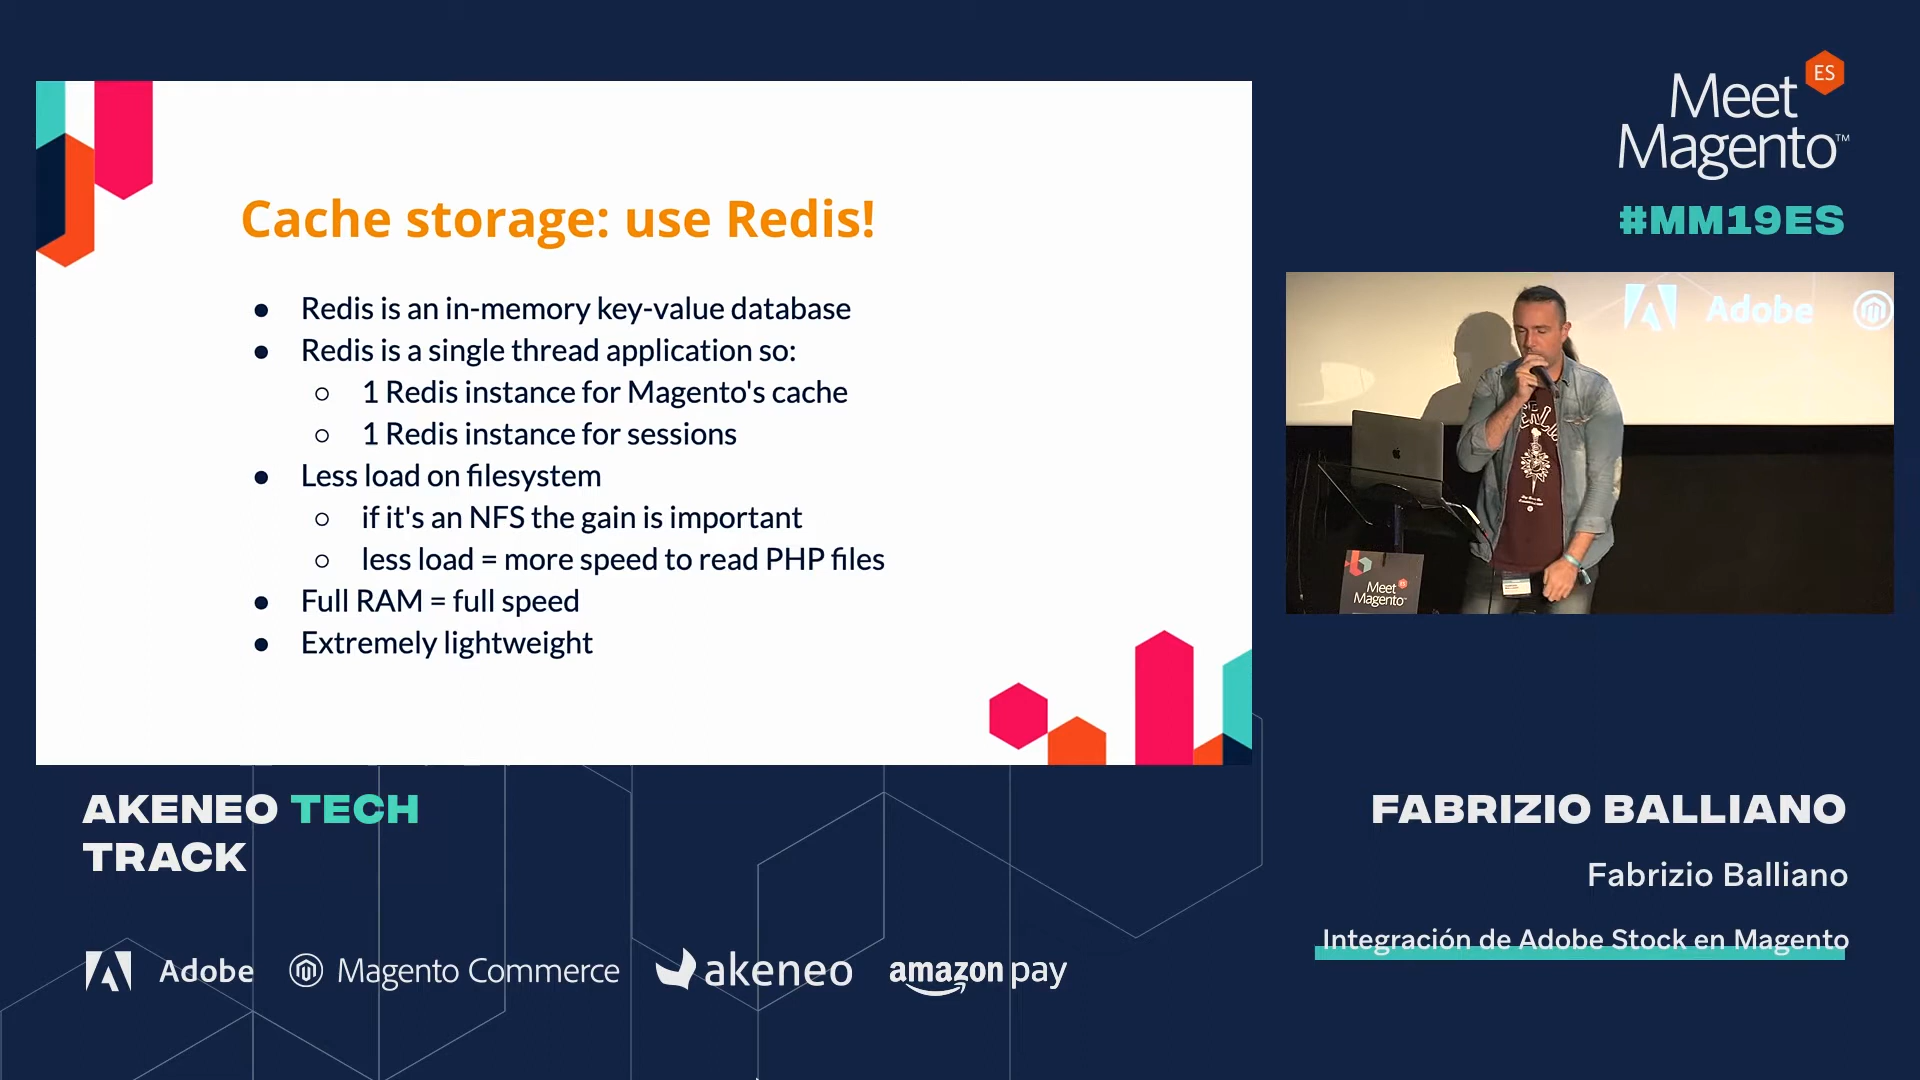 Cache storage: use Redis!
● Redis is an in-memory key-value database
● Redis is a single thread application so:
○ 1 Redis instance for Magento's cache
○ 1 Redis instance for sessions
● Less load on filesystem
○ if it's an NFS the gain is important
○ less load = more speed to read PHP files
● Full RAM = full speed
● Extremely lightweight
ES
Meet
Magento™
#MM19ES
Adobe
Meet
Magento
AKENEO TECH
TRACK
FABRIZIO BALLIANO
Fabrizio Balliano
Integración de Adobe Stock en Magento
Adobe
Magento Commerce
akeneo
amazon pay